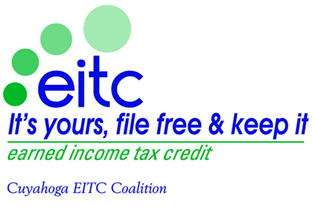 eitc
It's yours, file free & keep it
earned income tax credit
Cuyahoga EITC Coalition